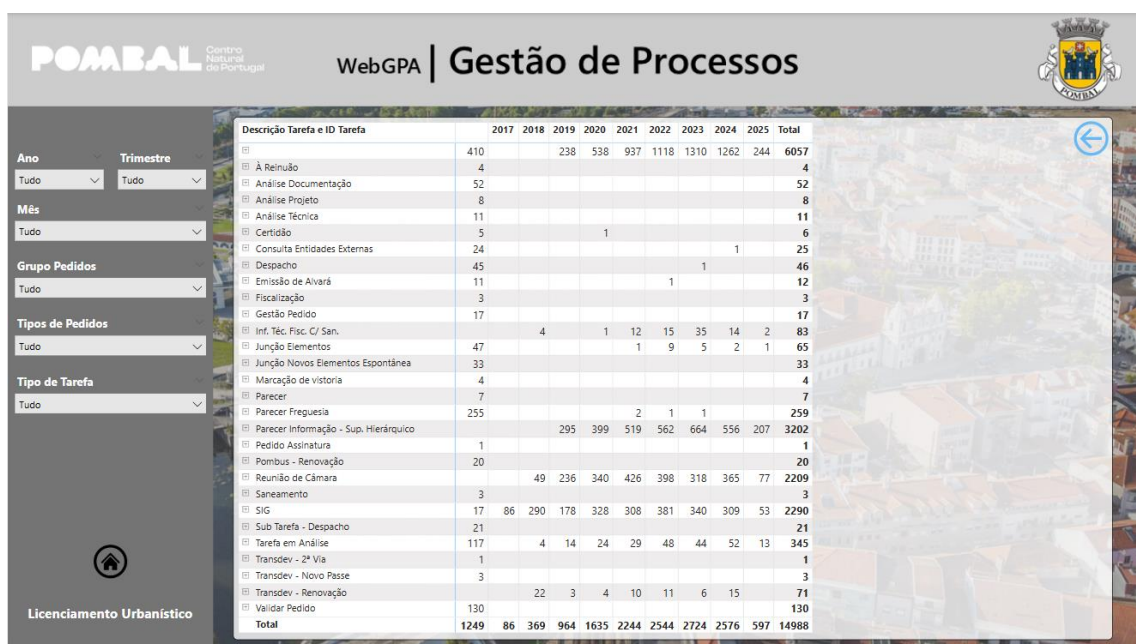 POMBAL Centro Natural de Portugal
WebGPA | Gestão de Processos
POMBAL
Ano Trimestre
Tudo Tudo
Mês
Tudo
Grupo Pedidos
Tudo
Tipos de Pedidos
Tudo
Tipo de Tarefa
Tudo
Licenciamento Urbanístico
Descrição Tarefa e ID Tarefa 2017 2018 2019 2020 2021 2022 2023 2024 2025 Total
410 238 538 937 1118 1310 1262 244 6057
À Reinuão 4 4
Análise Documentação 52 52
Análise Projeto 8 8
Análise Técnica 11 11
Certidão 5 1 6
Consulta Entidades Externas 24 1 25
Despacho 45 1 46
Emissão de Alvará 11 1 12
Fiscalização 3 3
Gestão Pedido 17 17
Inf. Téc. Fisc. C/ San. 4 1 12 15 35 14 2 83
Junção Elementos 47 1 9 5 2 1 65
Junção Novos Elementos Espontânea 33 33
Marcação de vistoria 4 4
Parecer 7 7
Parecer Freguesia 255 2 1 1 259
Parecer Informação - Sup. Hierárquico 295 399 519 562 664 556 207 3202
Pedido Assinatura 1 1
Pombus - Renovação 20 20
Reunião de Câmara 49 236 340 426 398 318 365 77 2209
Saneamento 3 3
SIG 17 86 290 178 328 308 381 340 309 53 2290
Sub Tarefa - Despacho 21 21
Tarefa em Análise 117 4 14 24 29 48 44 52 13 345
Transdev - 2ª Via 1 1
Transdev - Novo Passe 3 3
Transdev - Renovação 22 3 4 10 11 6 15 71
Validar Pedido 130 130
Total 1249 86 369 964 1635 2244 2544 2724 2576 597 14988